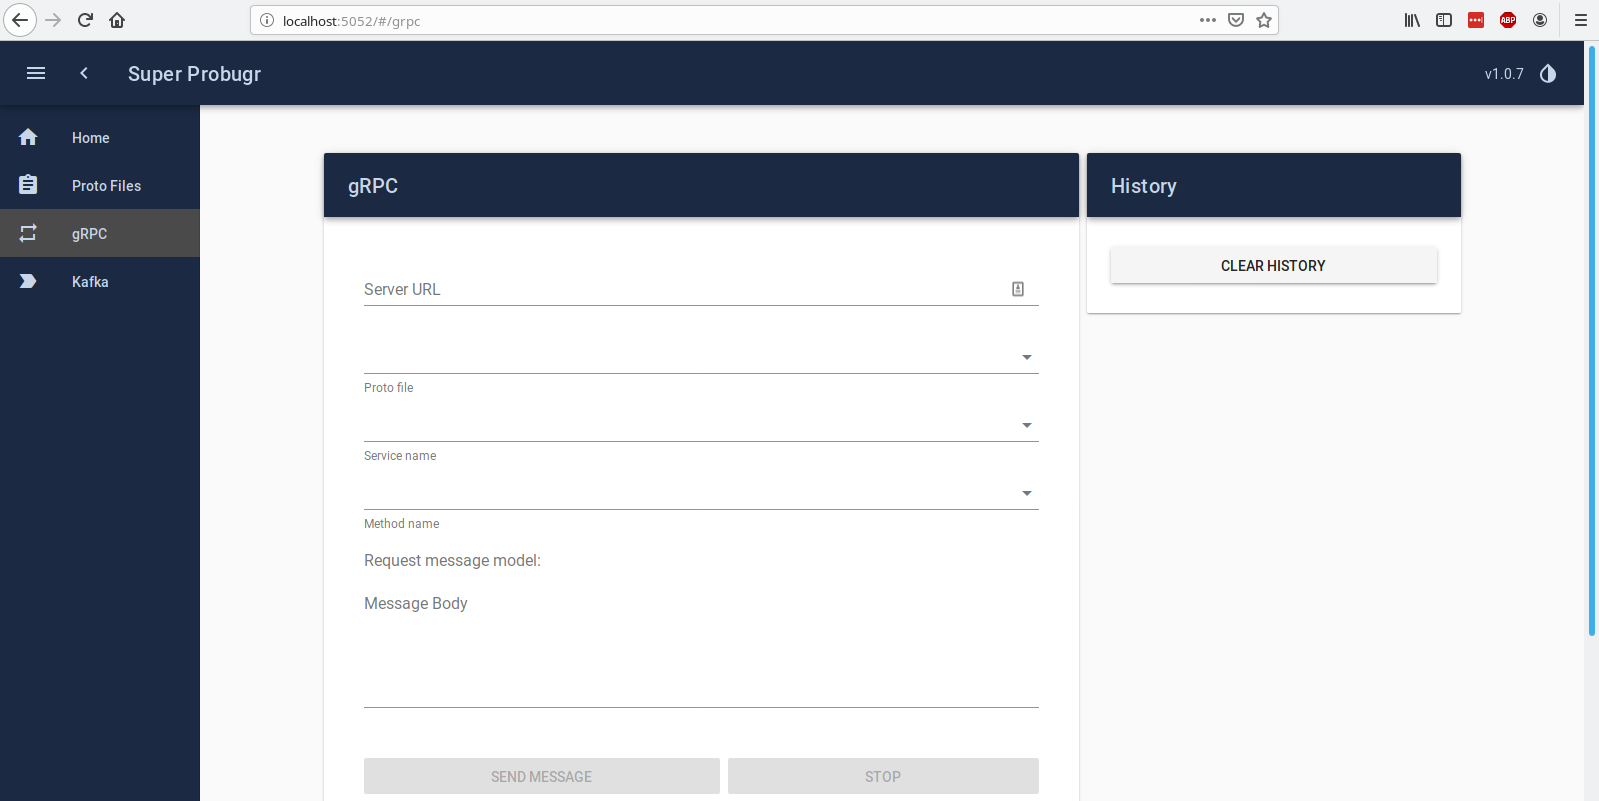 localhost:5052/#/grpc
ABP
Super Probugr
v1.0.7
Home
Proto Files
gRPC
Kafka
gRPC
Server URL
Proto file
Service name
Method name
Request message model:
Message Body
SEND MESSAGE
STOP
History
CLEAR HISTORY